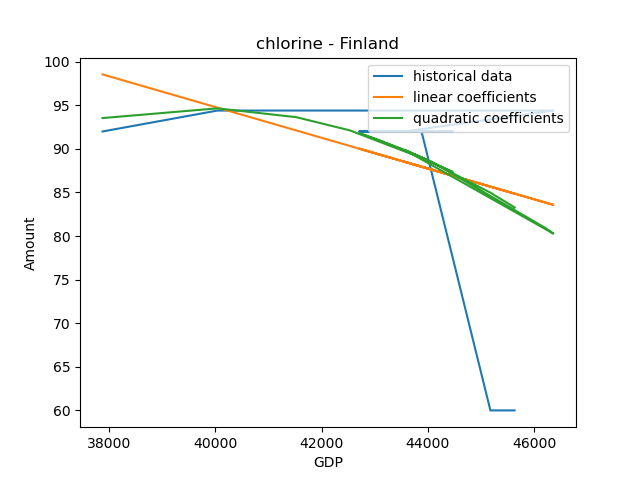 chlorine - Finland
historical data
linear coefficients
quadratic coefficients
Amount
100
95
90
85
80
75
70
65
60
38000 40000 42000 44000 46000
GDP